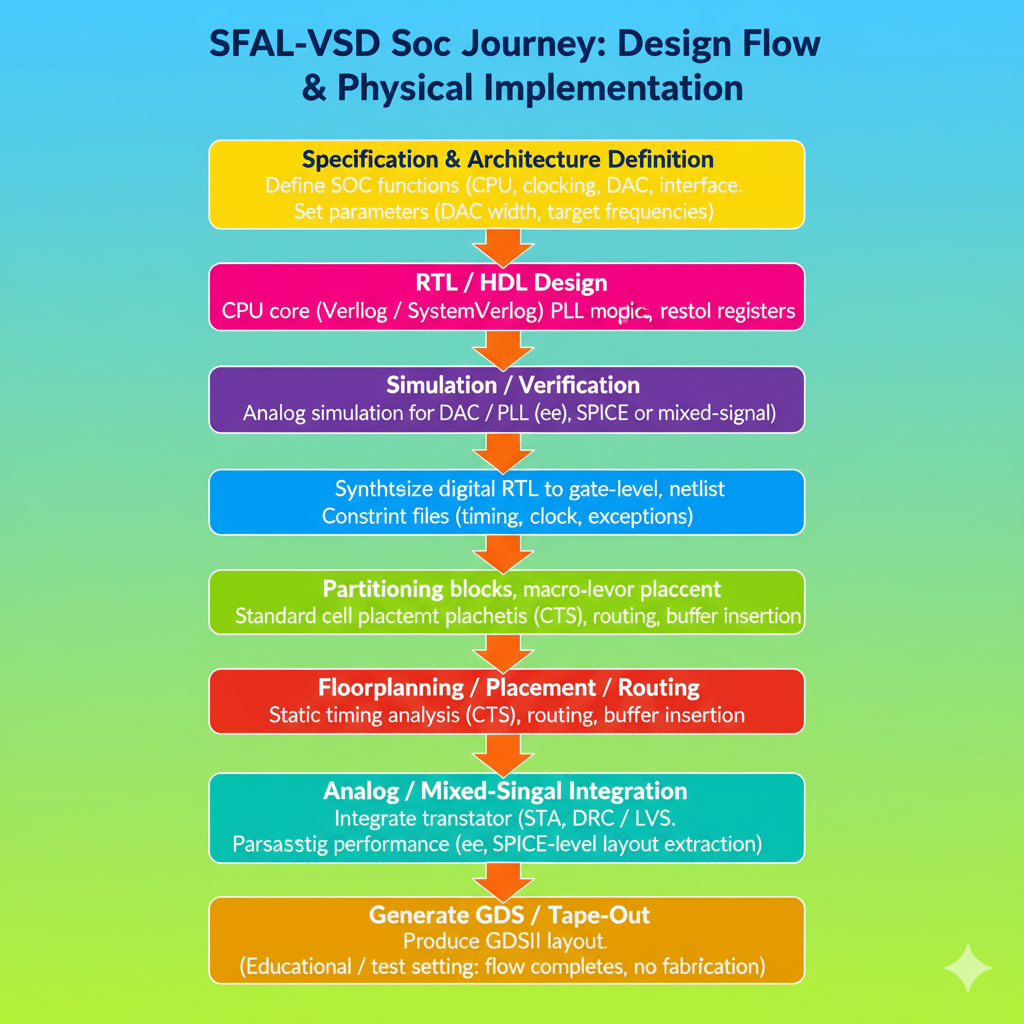 SFAL-VSD Soc Journey: Design Flow
& Physical Implementation
Specification & Architecture Definition
Define SOC functions (CPU, clocking, DAC, interface.
Set parameters (DAC width, target frequencies)
RTL / HDL Design
CPU core (Verllog / SystemVerlog) PLL mopic, restol registers
Simulation / Verification
Analog simulation for DAC / PLL (ee), SPICE or mixed-signal)
Synthtsize digital RTL to gate-level, netlist
Constrint files (timing, clock, exceptions)
Partitioning blocks, macro-levor placcent
Standard cell plactemt plachetis (CTS), routing, buffer insertion
Floorplanning / Placement / Routing
Static timing analysis (CTS), routing, buffer insertion
Analog / Mixed-Singal Integration
Integrate transtator (STA, DRC / LVS.
Parsasstig performance (ee, SPICE-level layout extraction)
Generate GDS / Tape-Out
Produce GDSII layout.
(Educational / test setting: flow completes, no fabrication)